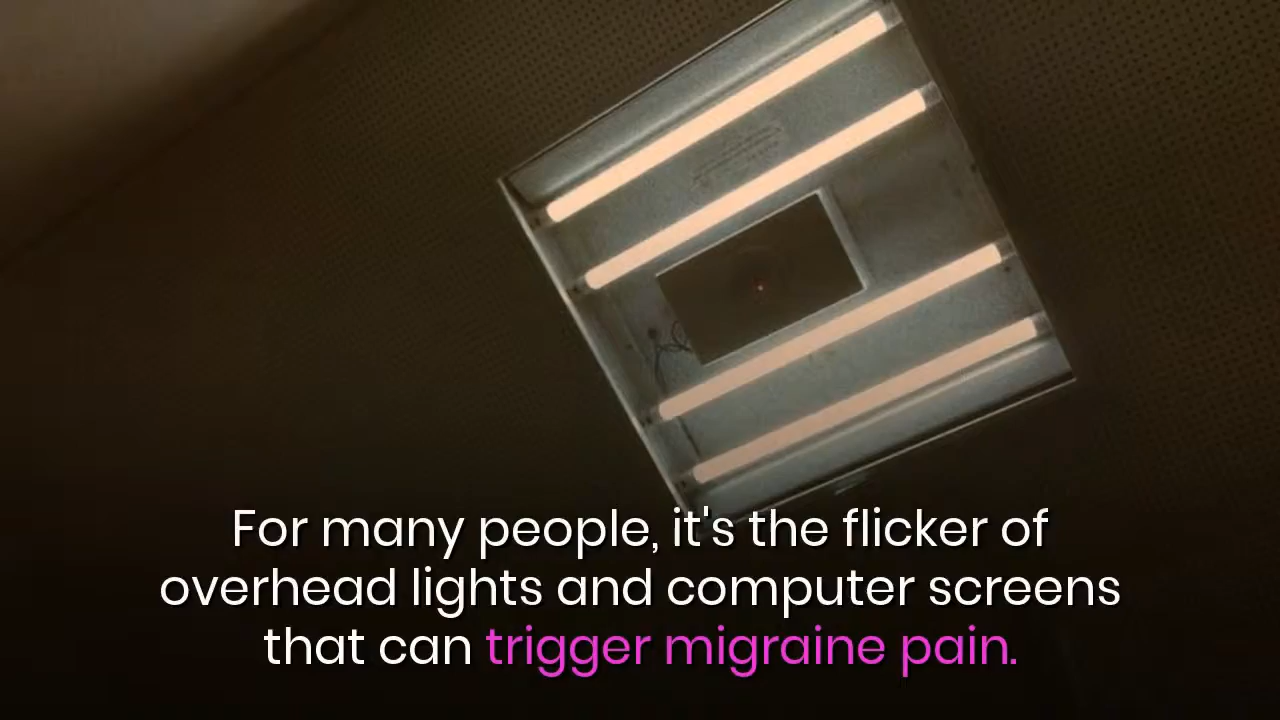 For many people, it's the flicker of
overhead lights and computer screens
that can trigger migraine pain.